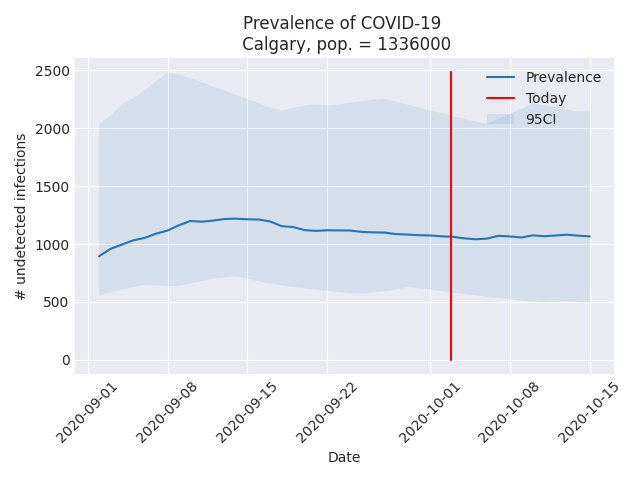 Prevalence of COVID-19
Calgary, pop. = 1336000
Prevalence
Today
95CI
# undetected infections
2500
2000
1500
1000
500
0
2020-09-01
2020-09-08
2020-09-15
2020-09-22
2020-10-01
2020-10-08
2020-10-15
Date